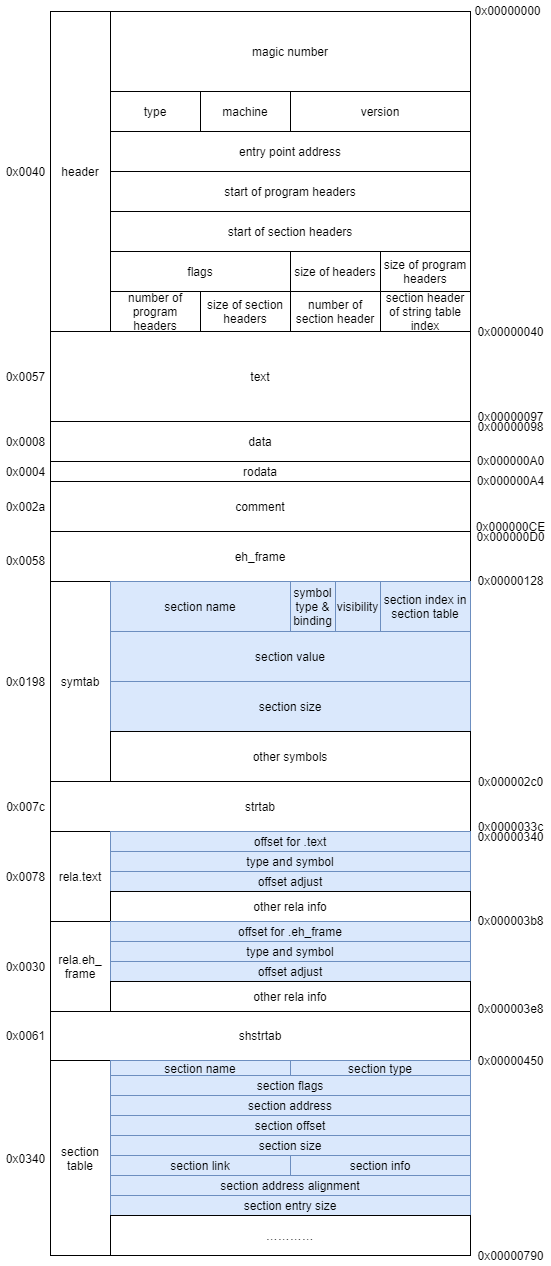 0x00000000
magic number
type
machine
version
entry point address
0x0040
header
start of program headers
start of section headers
flags
size of headers
size of program
headers
number of
program
headers
size of section
headers
number of
section header
section header
of string table
index
0x00000040
0x0057
text
0x00000097
0x00000098
0x0008
data
0x000000A0
0x0004
rodata
0x000000A4
0x002a
comment
0x000000CE
0x000000D0
0x0058
eh_frame
0x00000128
section name
symbol
type &
binding
visibility
section index in
section table
section value
0x0198
symtab
section size
other symbols
0x000002c0
0x007c
strtab
0x0000033c
0x00000340
offset for .text
type and symbol
0x0078
rela.text
offset adjust
other rela info
0x000003b8
offset for .eh_frame
type and symbol
0x0030
rela.eh_
frame
offset adjust
other rela info
0x000003e8
0x0061
shstrtab
0x00000450
section name
section type
section flags
section address
section offset
section size
0x0340
section
table
section link
section info
section address alignment
section entry size
…………
0x00000790